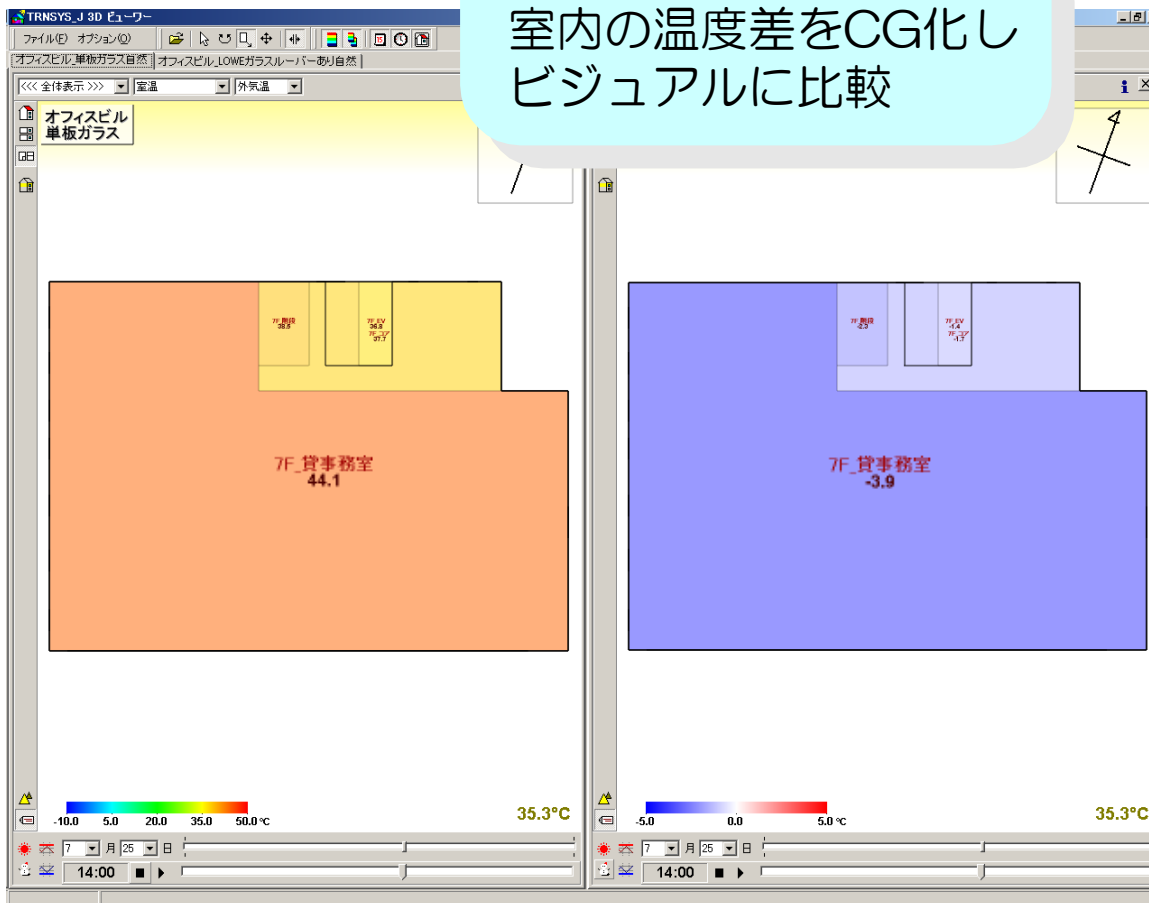 TRNSYS_J 3D ビューワー
室内の温度差をCG化し
ビジュアルに比較
ファイル(F) オプション(O)
オフィスビル_単板ガラス自然 オフィスビル_LOWEガラスルーバーあり自然
<<< 全体表示 >>> 室温 外気温
オフィスビル
単板ガラス
7F_階段
38.5
7F_EV
36.8
7F_コア
37.7
7F_貸事務室
44.1
-10.0 5.0 20.0 35.0 50.0 ℃
35.3°C
7 月 25 日
14:00
7F_階段
-2.3
7F_EV
-1.4
7F_コア
-1.7
7F_貸事務室
-3.9
-5.0 0.0 5.0 ℃
35.3°C
7 月 25 日
14:00